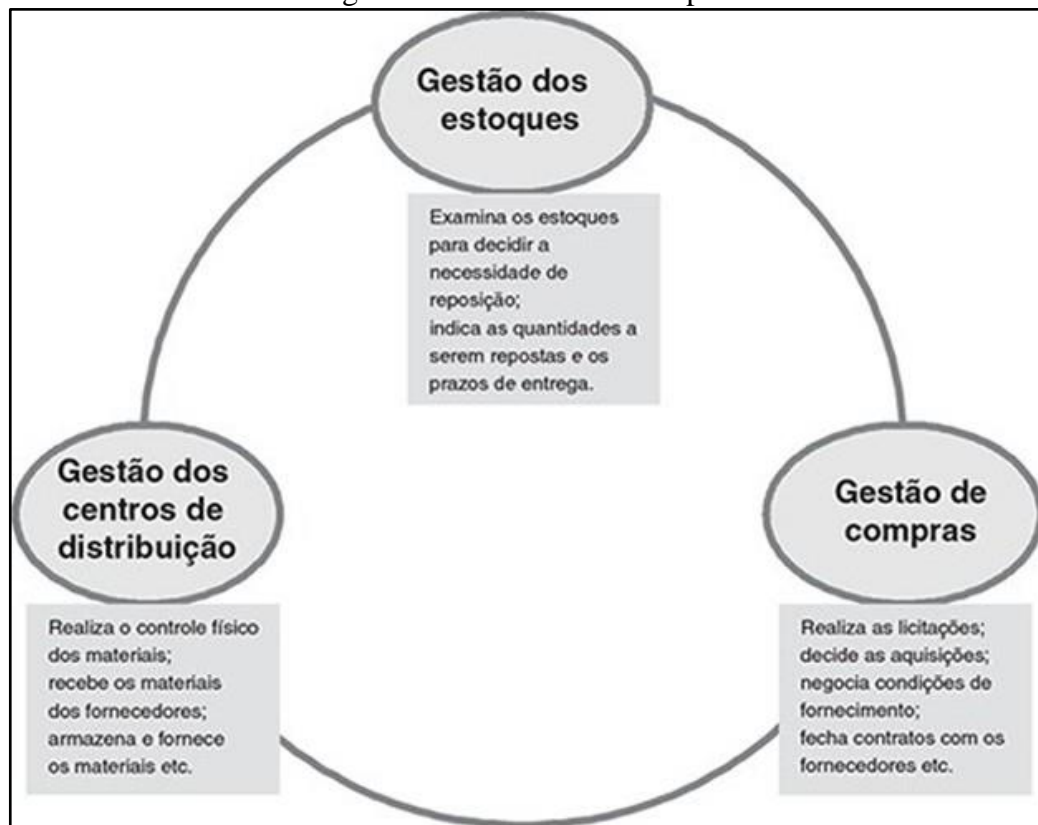 Gestão dos
estoques
Examina os estoques
para decidir a
necessidade de
reposição;
indica as quantidades a
serem repostas e os
prazos de entrega.
Gestão dos
centros de
distribuição
Realiza o controle físico
dos materiais;
recebe os materiais
dos fornecedores;
armazena e fornece
os materiais etc.
Gestão de
compras
Realiza as licitações;
decide as aquisições;
negocia condições de
fornecimento;
fecha contratos com os
fornecedores etc.